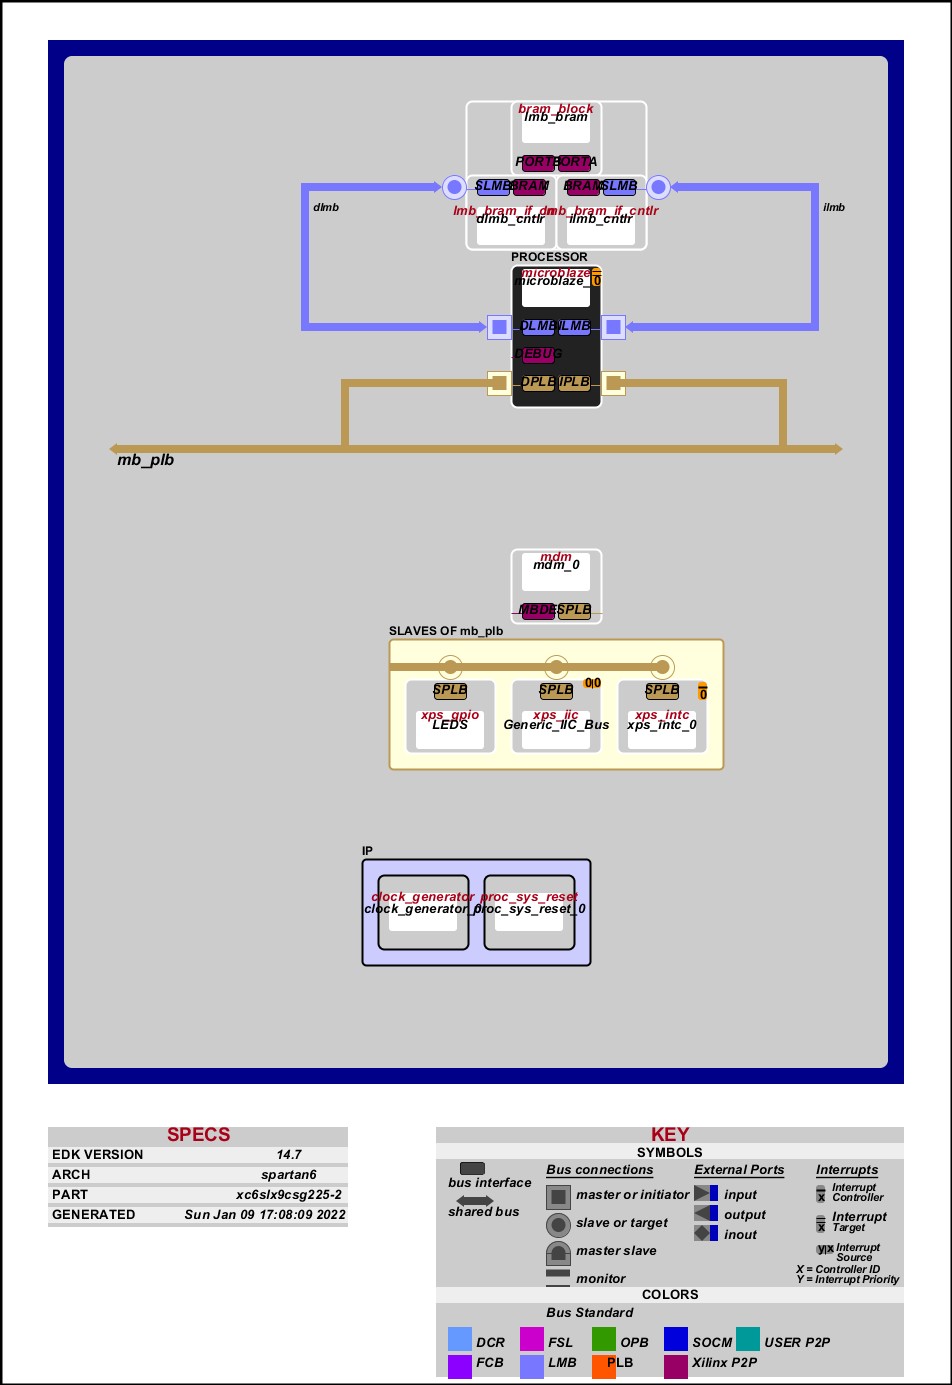 bram_block
lmb_bram
PORTB PORTA
SLMB BRAM BRAM SLMB
dlmb
ilmb
lmb_bram_if_cntlr
dlmb_cntlr ilmb_cntlr
PROCESSOR
microblaze
microblaze_0
0
DLMB ILMB
DEBUG
DPLB IPLB
mb_plb
mdm
mdm_0
SPLB
SLAVES OF mb_plb
00
SPLB SPLB SPLB
0
xps_gpio xps_iic xps_intc
LEDS Generic_IIC_Bus xps_intc_0
IP
clock_generator proc_sys_reset
clock_generator_0 proc_sys_reset_0
SPECS
EDK VERSION 14.7
ARCH spartan6
PART xc6slx9csg225-2
GENERATED Sun Jan 09 17:08:09 2022
KEY
SYMBOLS
bus interface
shared bus
Bus connections
master or initiator
slave or target
master slave
monitor
External Ports
input
output
inout
Interrupts
x Interrupt
Controller
x Interrupt
Target
y x Interrupt
Source
X = Controller ID
Y = Interrupt Priority
COLORS
Bus Standard
DCR FSL OPB SOCM USER P2P
FCB LMB PLB Xilinx P2P